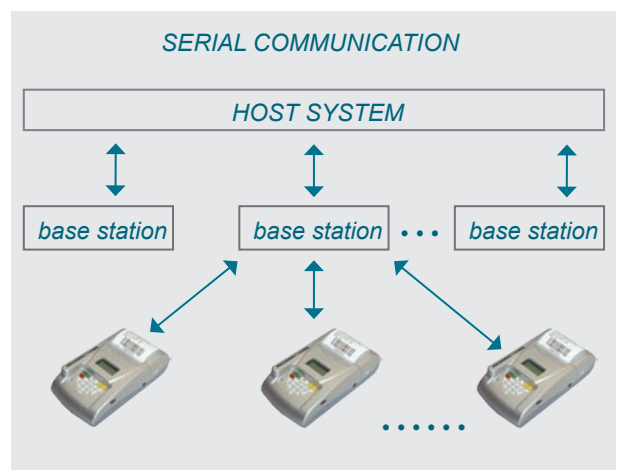 SERIAL COMMUNICATION
HOST SYSTEM
base station
base station
base station